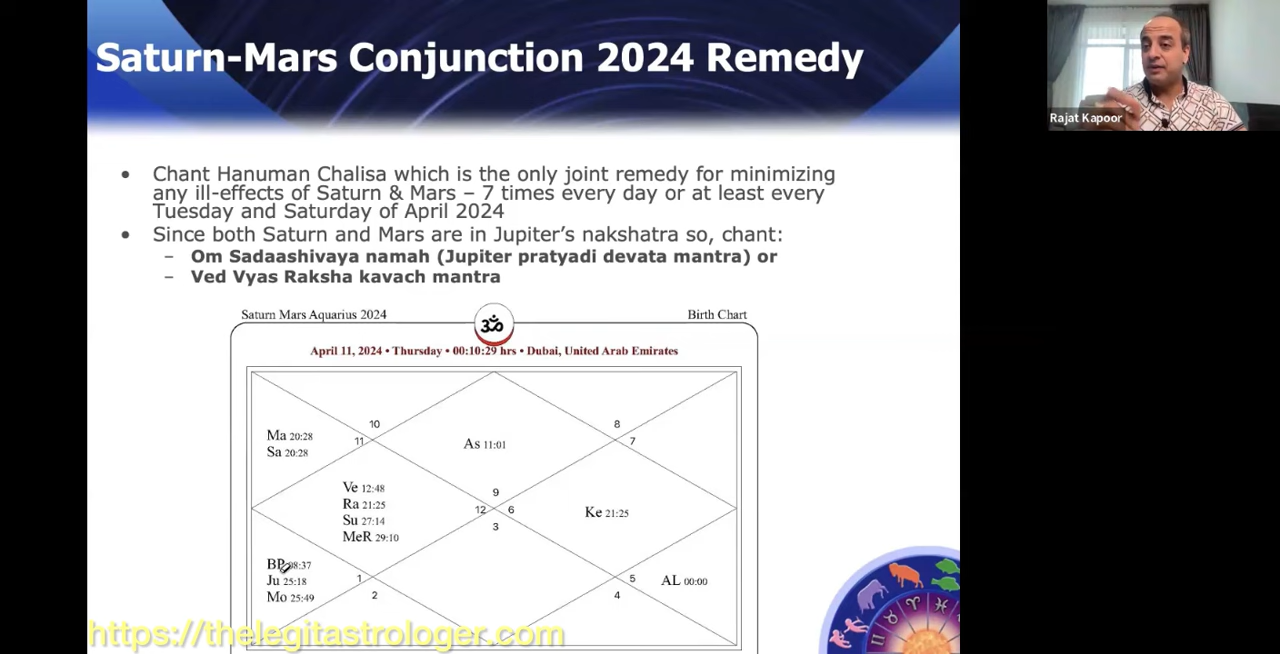 Saturn-Mars Conjunction 2024 Remedy
Rajat Kapoor
• Chant Hanuman Chalisa which is the only joint remedy for minimizing
any ill-effects of Saturn & Mars – 7 times every day or at least every
Tuesday and Saturday of April 2024
• Since both Saturn and Mars are in Jupiter's nakshatra so, chant:
– Om Sadaashivaya namah (Jupiter pratyadi devata mantra) or
– Ved Vyas Raksha kavach mantra
Saturn Mars Aquarius 2024
ॐ
Birth Chart
April 11, 2024 • Thursday • 00:10:29 hrs • Dubai, United Arab Emirates
10
8
Ma 20:28
11
As 11:01
7
Sa 20:28
Ve 12:48
9
Ra 21:25
12
6
Ke 21:25
Su 27:14
3
MeR 29:10
BP 08:37
Ju 25:18
1
5
AL 00:00
Mo 25:49
2
4
https://thelegitastrologer.com